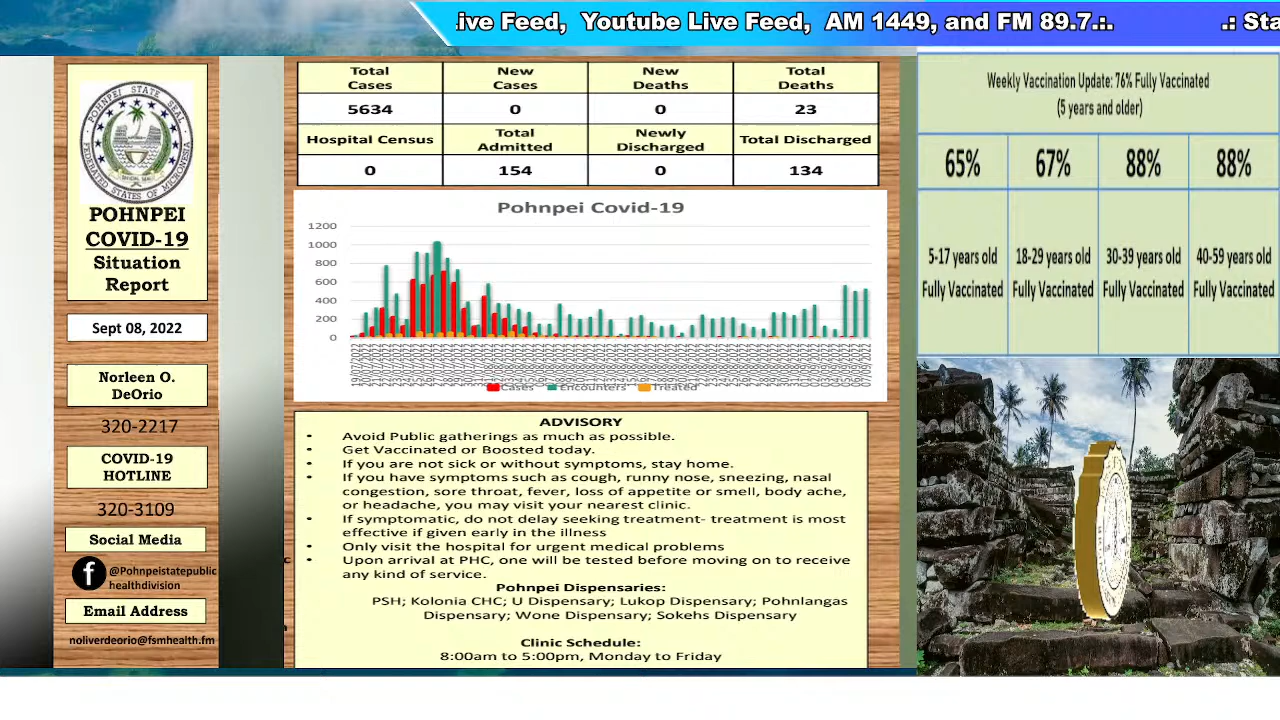 ive Feed, Youtube Live Feed, AM 1449, and FM 89.7.:. .: Sta
POHNPEI STATE SEAL
FEDERATED STATES OF MICRONESIA
POHNPEI
COVID-19
Situation
Report
Sept 08, 2022
Norleen O.
DeOrio
320-2217
COVID-19
HOTLINE
320-3109
Social Media
f
@Pohnpeistatepublic
healthdivision
Email Address
noliverdeorio@fsmhealth.fm
Total Cases New Cases New Deaths Total Deaths
5634 0 0 23
Hospital Census Total Admitted Newly Discharged Total Discharged
0 154 0 134
Pohnpei Covid-19
1200
1000
800
600
400
200
0
Cases Encounters Treated
ADVISORY
• Avoid Public gatherings as much as possible.
• Get Vaccinated or Boosted today.
• If you are not sick or without symptoms, stay home.
• If you have symptoms such as cough, runny nose, sneezing, nasal
congestion, sore throat, fever, loss of appetite or smell, body ache,
or headache, you may visit your nearest clinic.
• If symptomatic, do not delay seeking treatment- treatment is most
effective if given early in the illness
• Only visit the hospital for urgent medical problems
• Upon arrival at PHC, one will be tested before moving on to receive
any kind of service.
Pohnpei Dispensaries:
PSH; Kolonia CHC; U Dispensary; Lukop Dispensary; Pohnlangas
Dispensary; Wone Dispensary; Sokehs Dispensary
Clinic Schedule:
8:00am to 5:00pm, Monday to Friday
Weekly Vaccination Update: 76% Fully Vaccinated
(5 years and older)
65% 67% 88% 88%
5-17 years old 18-29 years old 30-39 years old 40-59 years old
Fully Vaccinated Fully Vaccinated Fully Vaccinated Fully Vaccinated